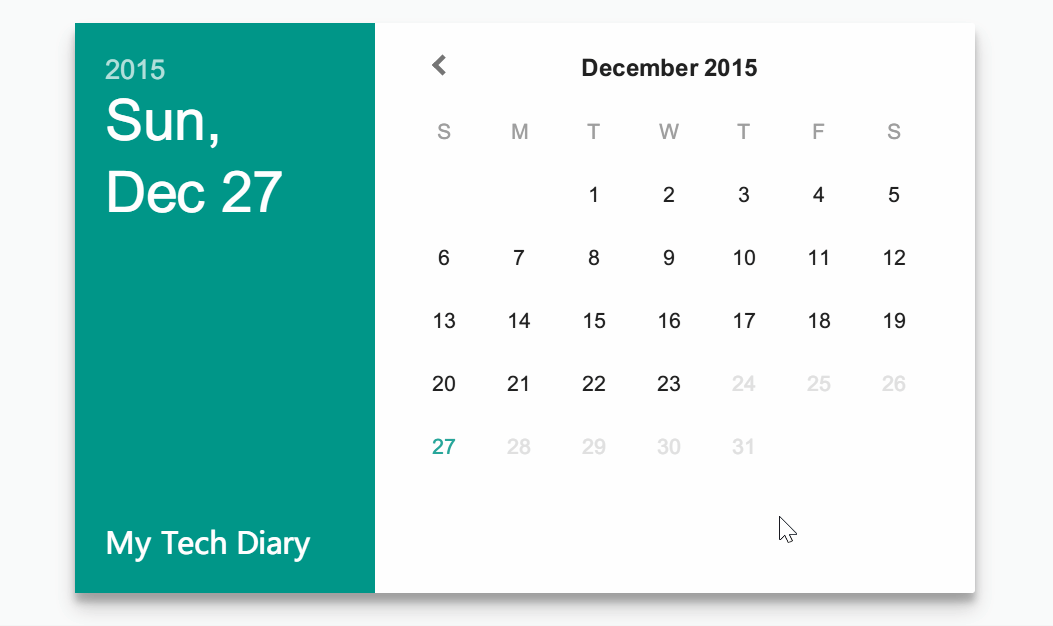 2015
Sun,
Dec 27
My Tech Diary
December 2015
S M T W T F S
1 2 3 4 5
6 7 8 9 10 11 12
13 14 15 16 17 18 19
20 21 22 23 24 25 26
27 28 29 30 31